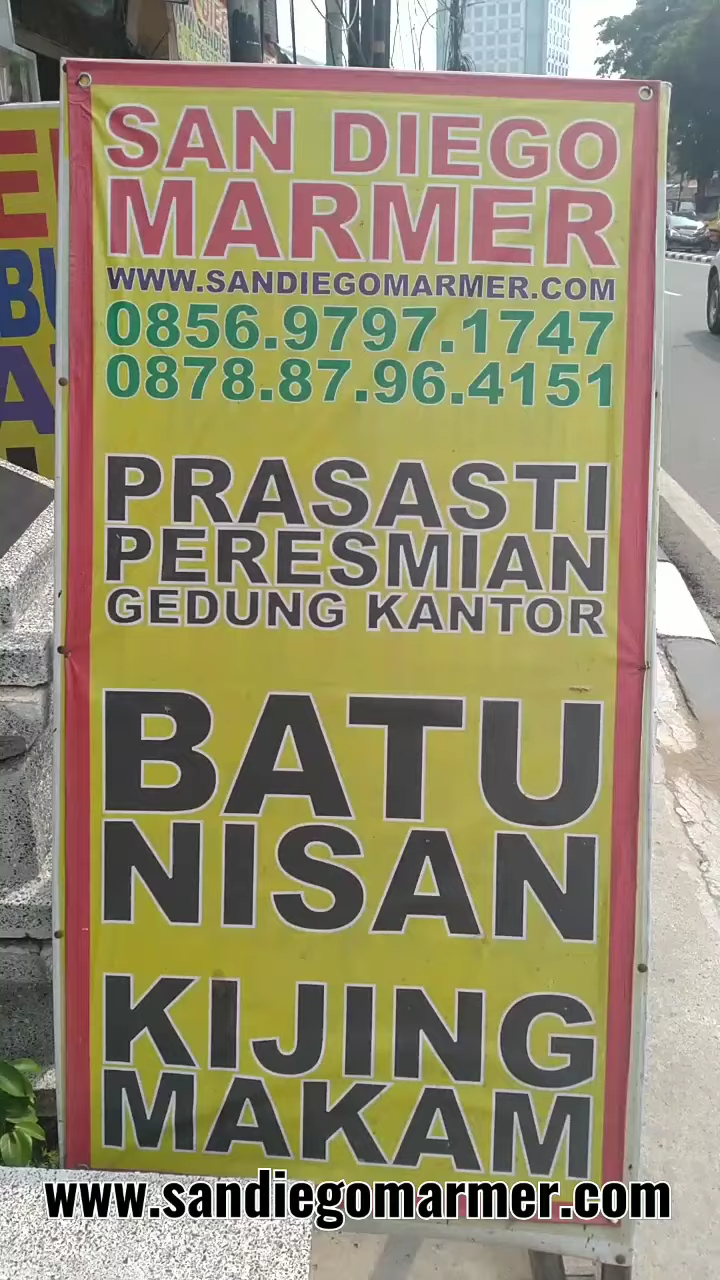 SAN DIEGO
MARMER
WWW.SANDIEGOMARMER.COM
0856.9797.1747
0878.87.96.4151
PRASASTI
PERESMIAN
GEDUNG KANTOR
BATU
NISAN
KIJING
MAKAM
www.sandiegomarmer.com